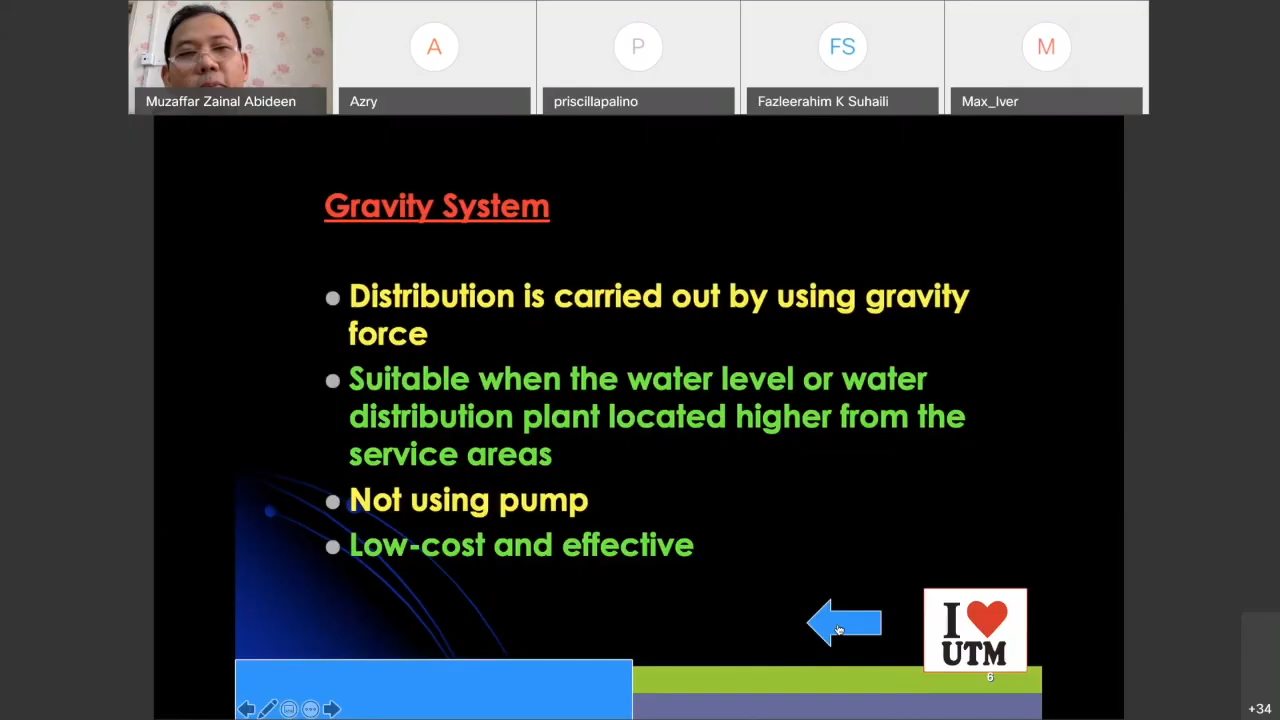 Muzaffar Zainal Abideen
A
Azry
P
priscillapalino
FS
Fazleerahim K Suhaili
M
Max_Iver
Gravity System
Distribution is carried out by using gravity
force
Suitable when the water level or water
distribution plant located higher from the
service areas
Not using pump
Low-cost and effective
I ❤
UTM
6
+34